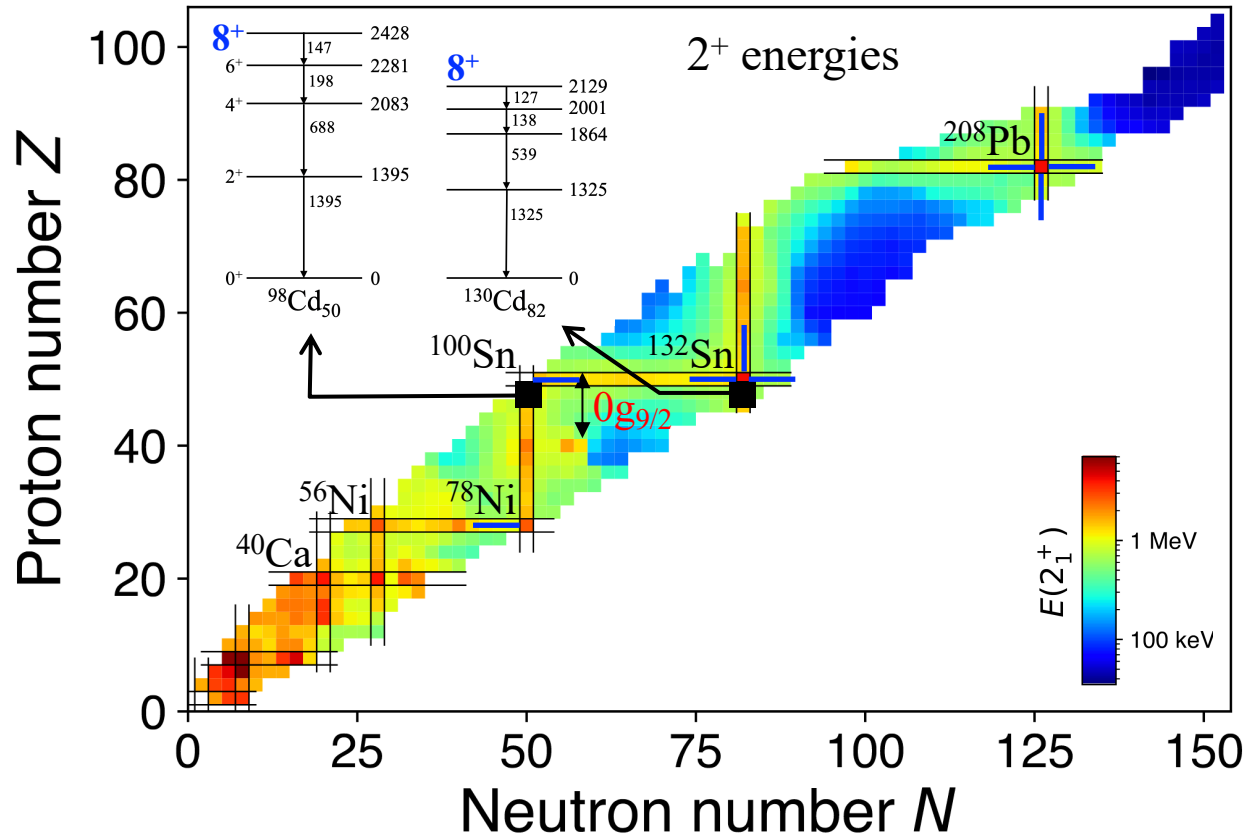 2⁺ energies
8⁺
2428
147
6⁺
2281
198
4⁺
2083
688
2⁺
1395
1395
0⁺
0
⁹⁸Cd₅₀
8⁺
2129
127
2001
138
1864
539
1325
1325
0
¹³⁰Cd₈₂
²⁰⁸Pb
¹⁰⁰Sn
¹³²Sn
0g₉/₂
⁵⁶Ni
⁷⁸Ni
⁴⁰Ca
E(2₁⁺)
1 MeV
100 keV
Proton number Z
100
80
60
40
20
0
0
25
50
75
100
125
150
Neutron number N